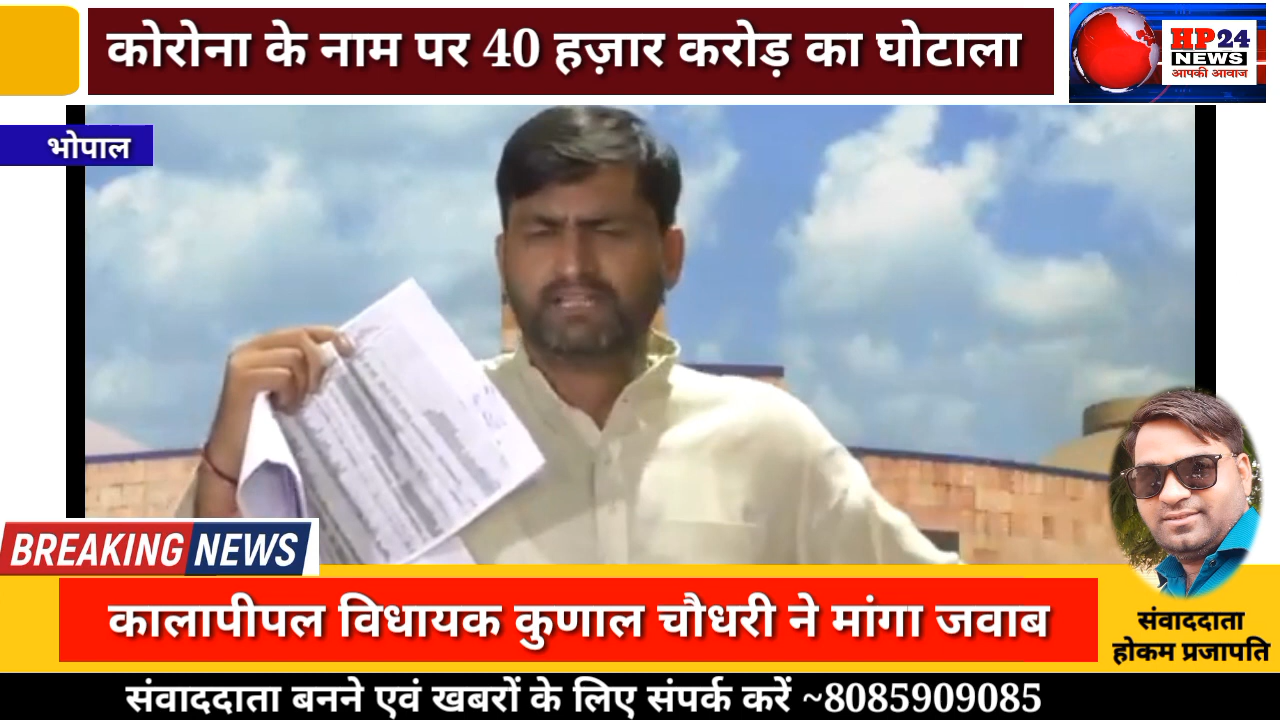 कोरोना के नाम पर 40 हज़ार करोड़ का घोटाला
HP24
NEWS
आपकी आवाज
भोपाल
BREAKING NEWS
कालापीपल विधायक कुणाल चौधरी ने मांगा जवाब
संवाददाता
होकम प्रजापति
संवाददाता बनने एवं खबरों के लिए संपर्क करें ~8085909085